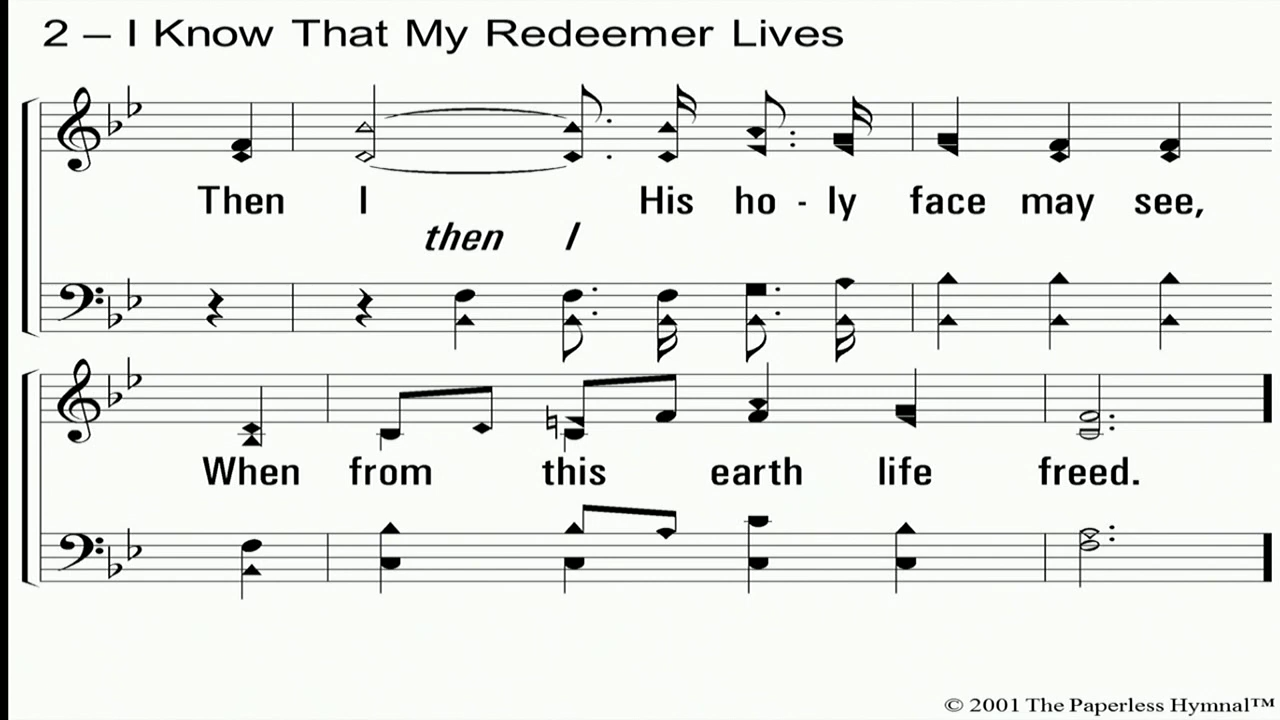 2 – I Know That My Redeemer Lives
Then I His ho - ly face may see,
then I
When from this earth life freed.
© 2001 The Paperless Hymnal™